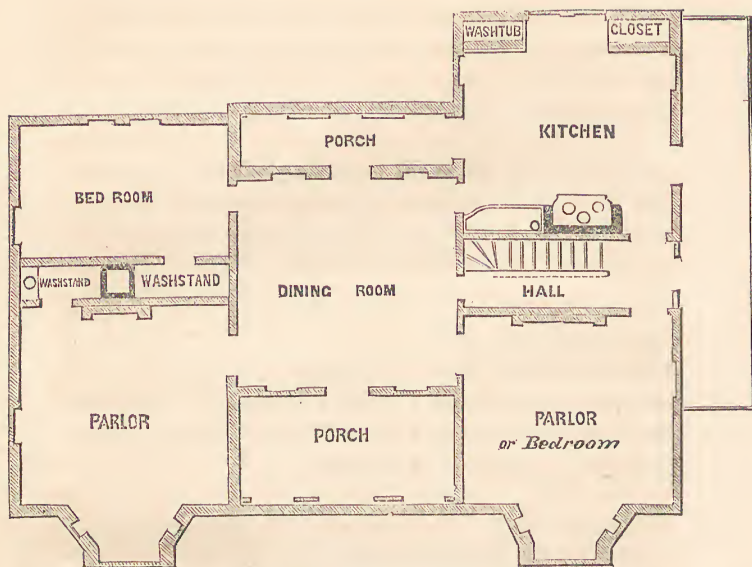 WASHTUB
CLOSET
PORCH
KITCHEN
BED ROOM
WASHSTAND
WASHSTAND
DINING ROOM
HALL
PARLOR
PORCH
PARLOR
or Bedroom